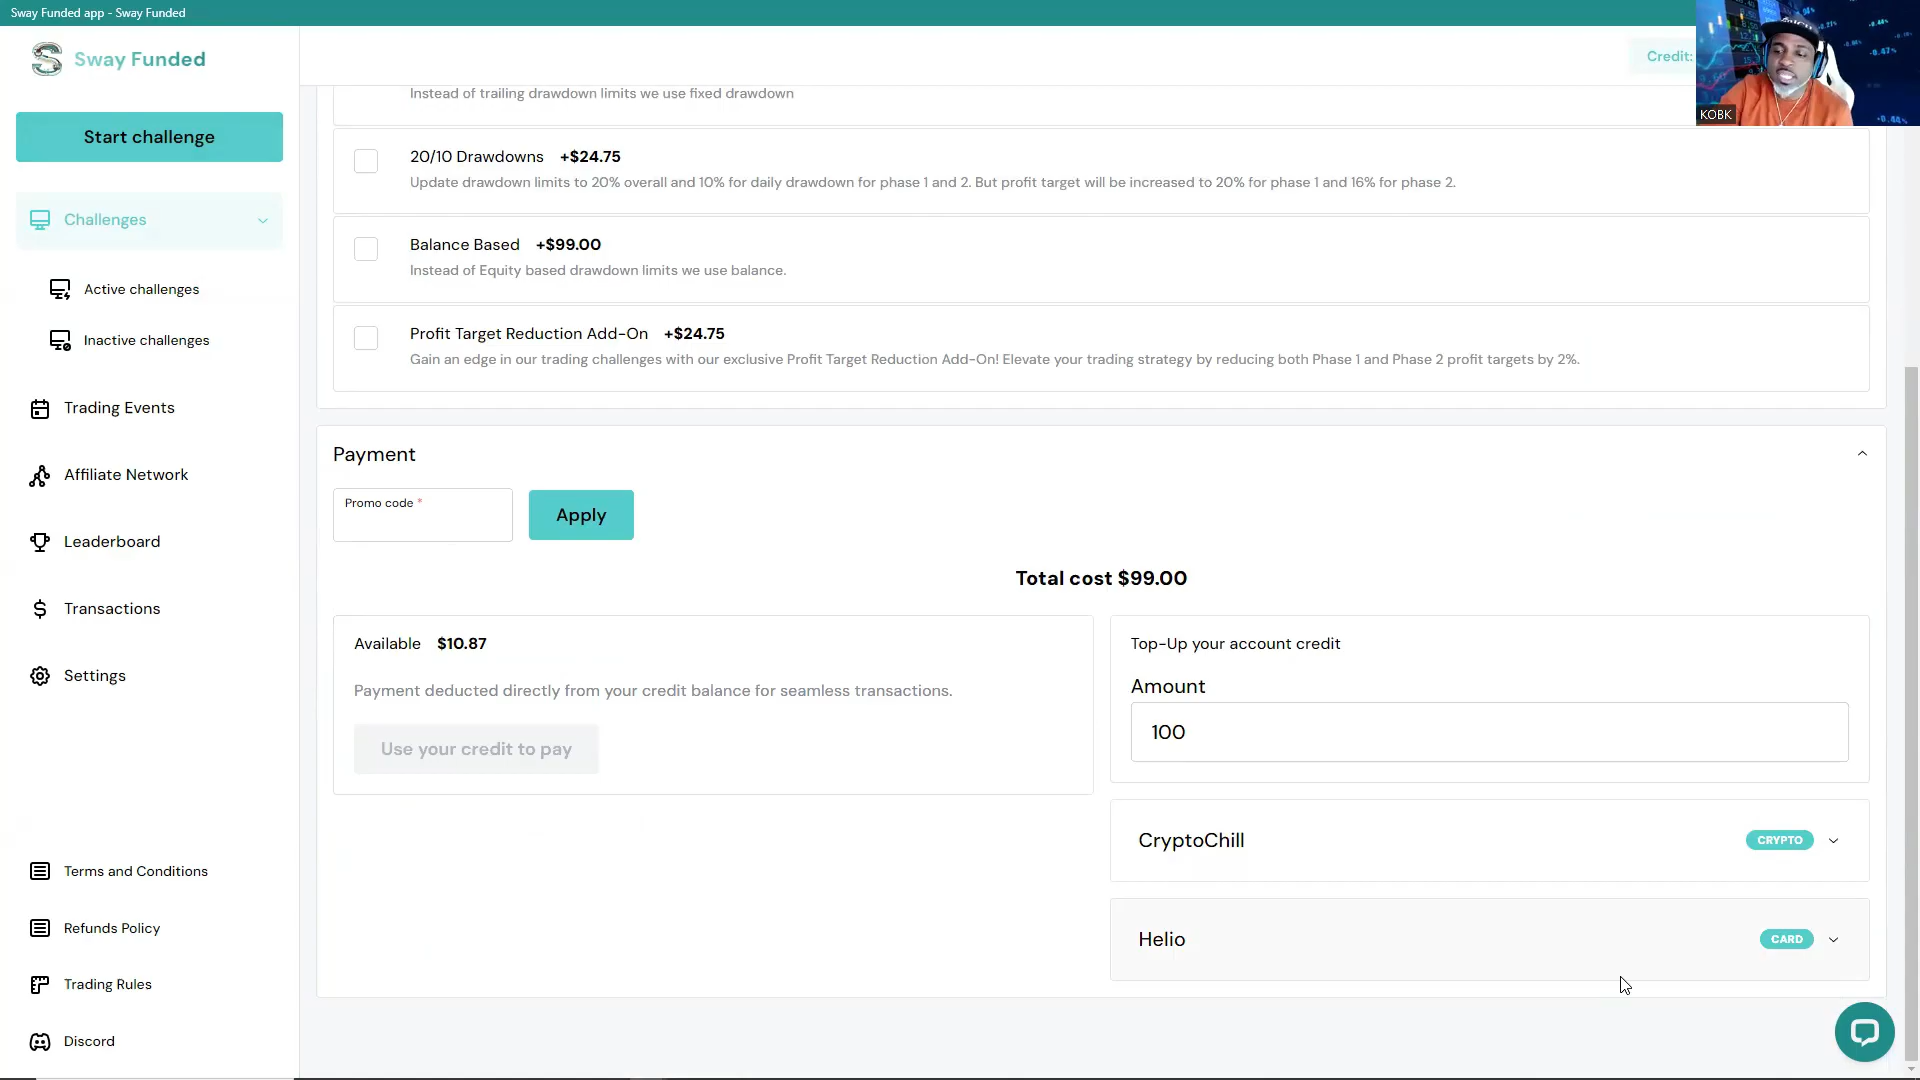 Sway Funded app - Sway Funded
Sway Funded
Credit:
KOBK
Start challenge
Challenges
Active challenges
Inactive challenges
Trading Events
Affiliate Network
Leaderboard
Transactions
Settings
Terms and Conditions
Refunds Policy
Trading Rules
Discord
Instead of trailing drawdown limits we use fixed drawdown
20/10 Drawdowns +$24.75
Update drawdown limits to 20% overall and 10% for daily drawdown for phase 1 and 2. But profit target will be increased to 20% for phase 1 and 16% for phase 2.
Balance Based +$99.00
Instead of Equity based drawdown limits we use balance.
Profit Target Reduction Add-On +$24.75
Gain an edge in our trading challenges with our exclusive Profit Target Reduction Add-On! Elevate your trading strategy by reducing both Phase 1 and Phase 2 profit targets by 2%.
Payment
Promo code *
Apply
Total cost $99.00
Available $10.87
Payment deducted directly from your credit balance for seamless transactions.
Use your credit to pay
Top-Up your account credit
Amount
100
CryptoChill CRYPTO
Helio CARD